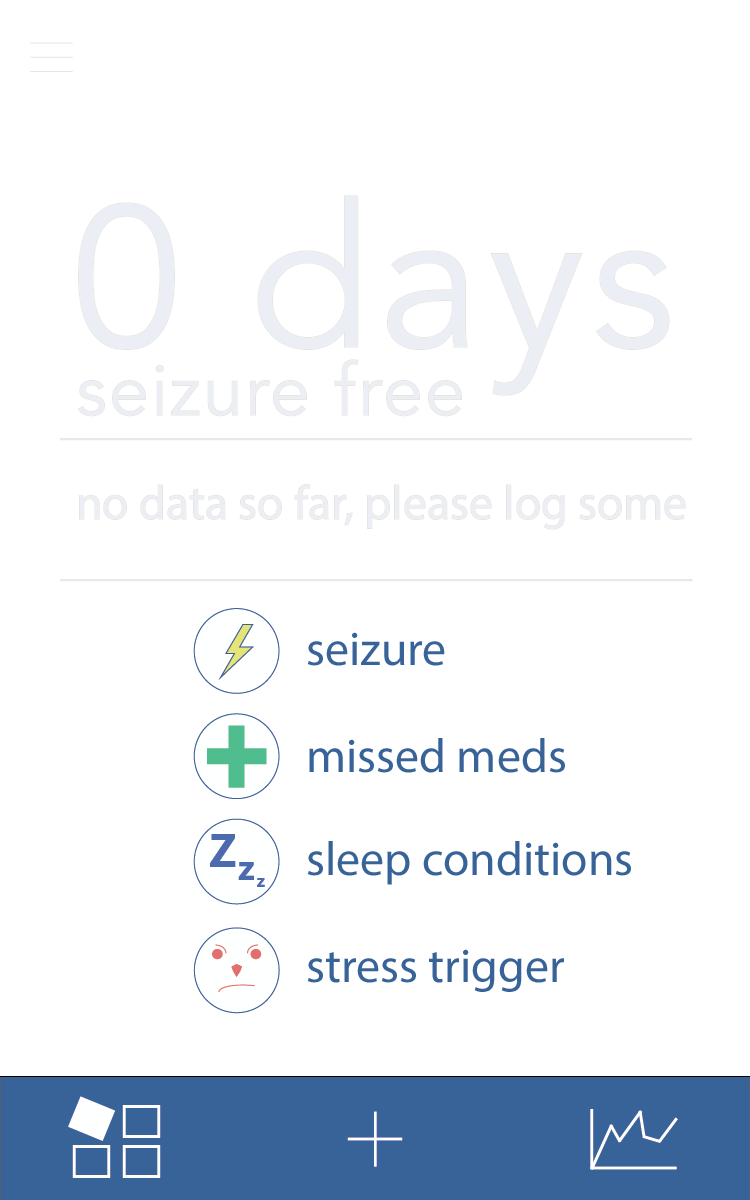 0 days
seizure free
no data so far, please log some
seizure
missed meds
Zzz
sleep conditions
stress trigger